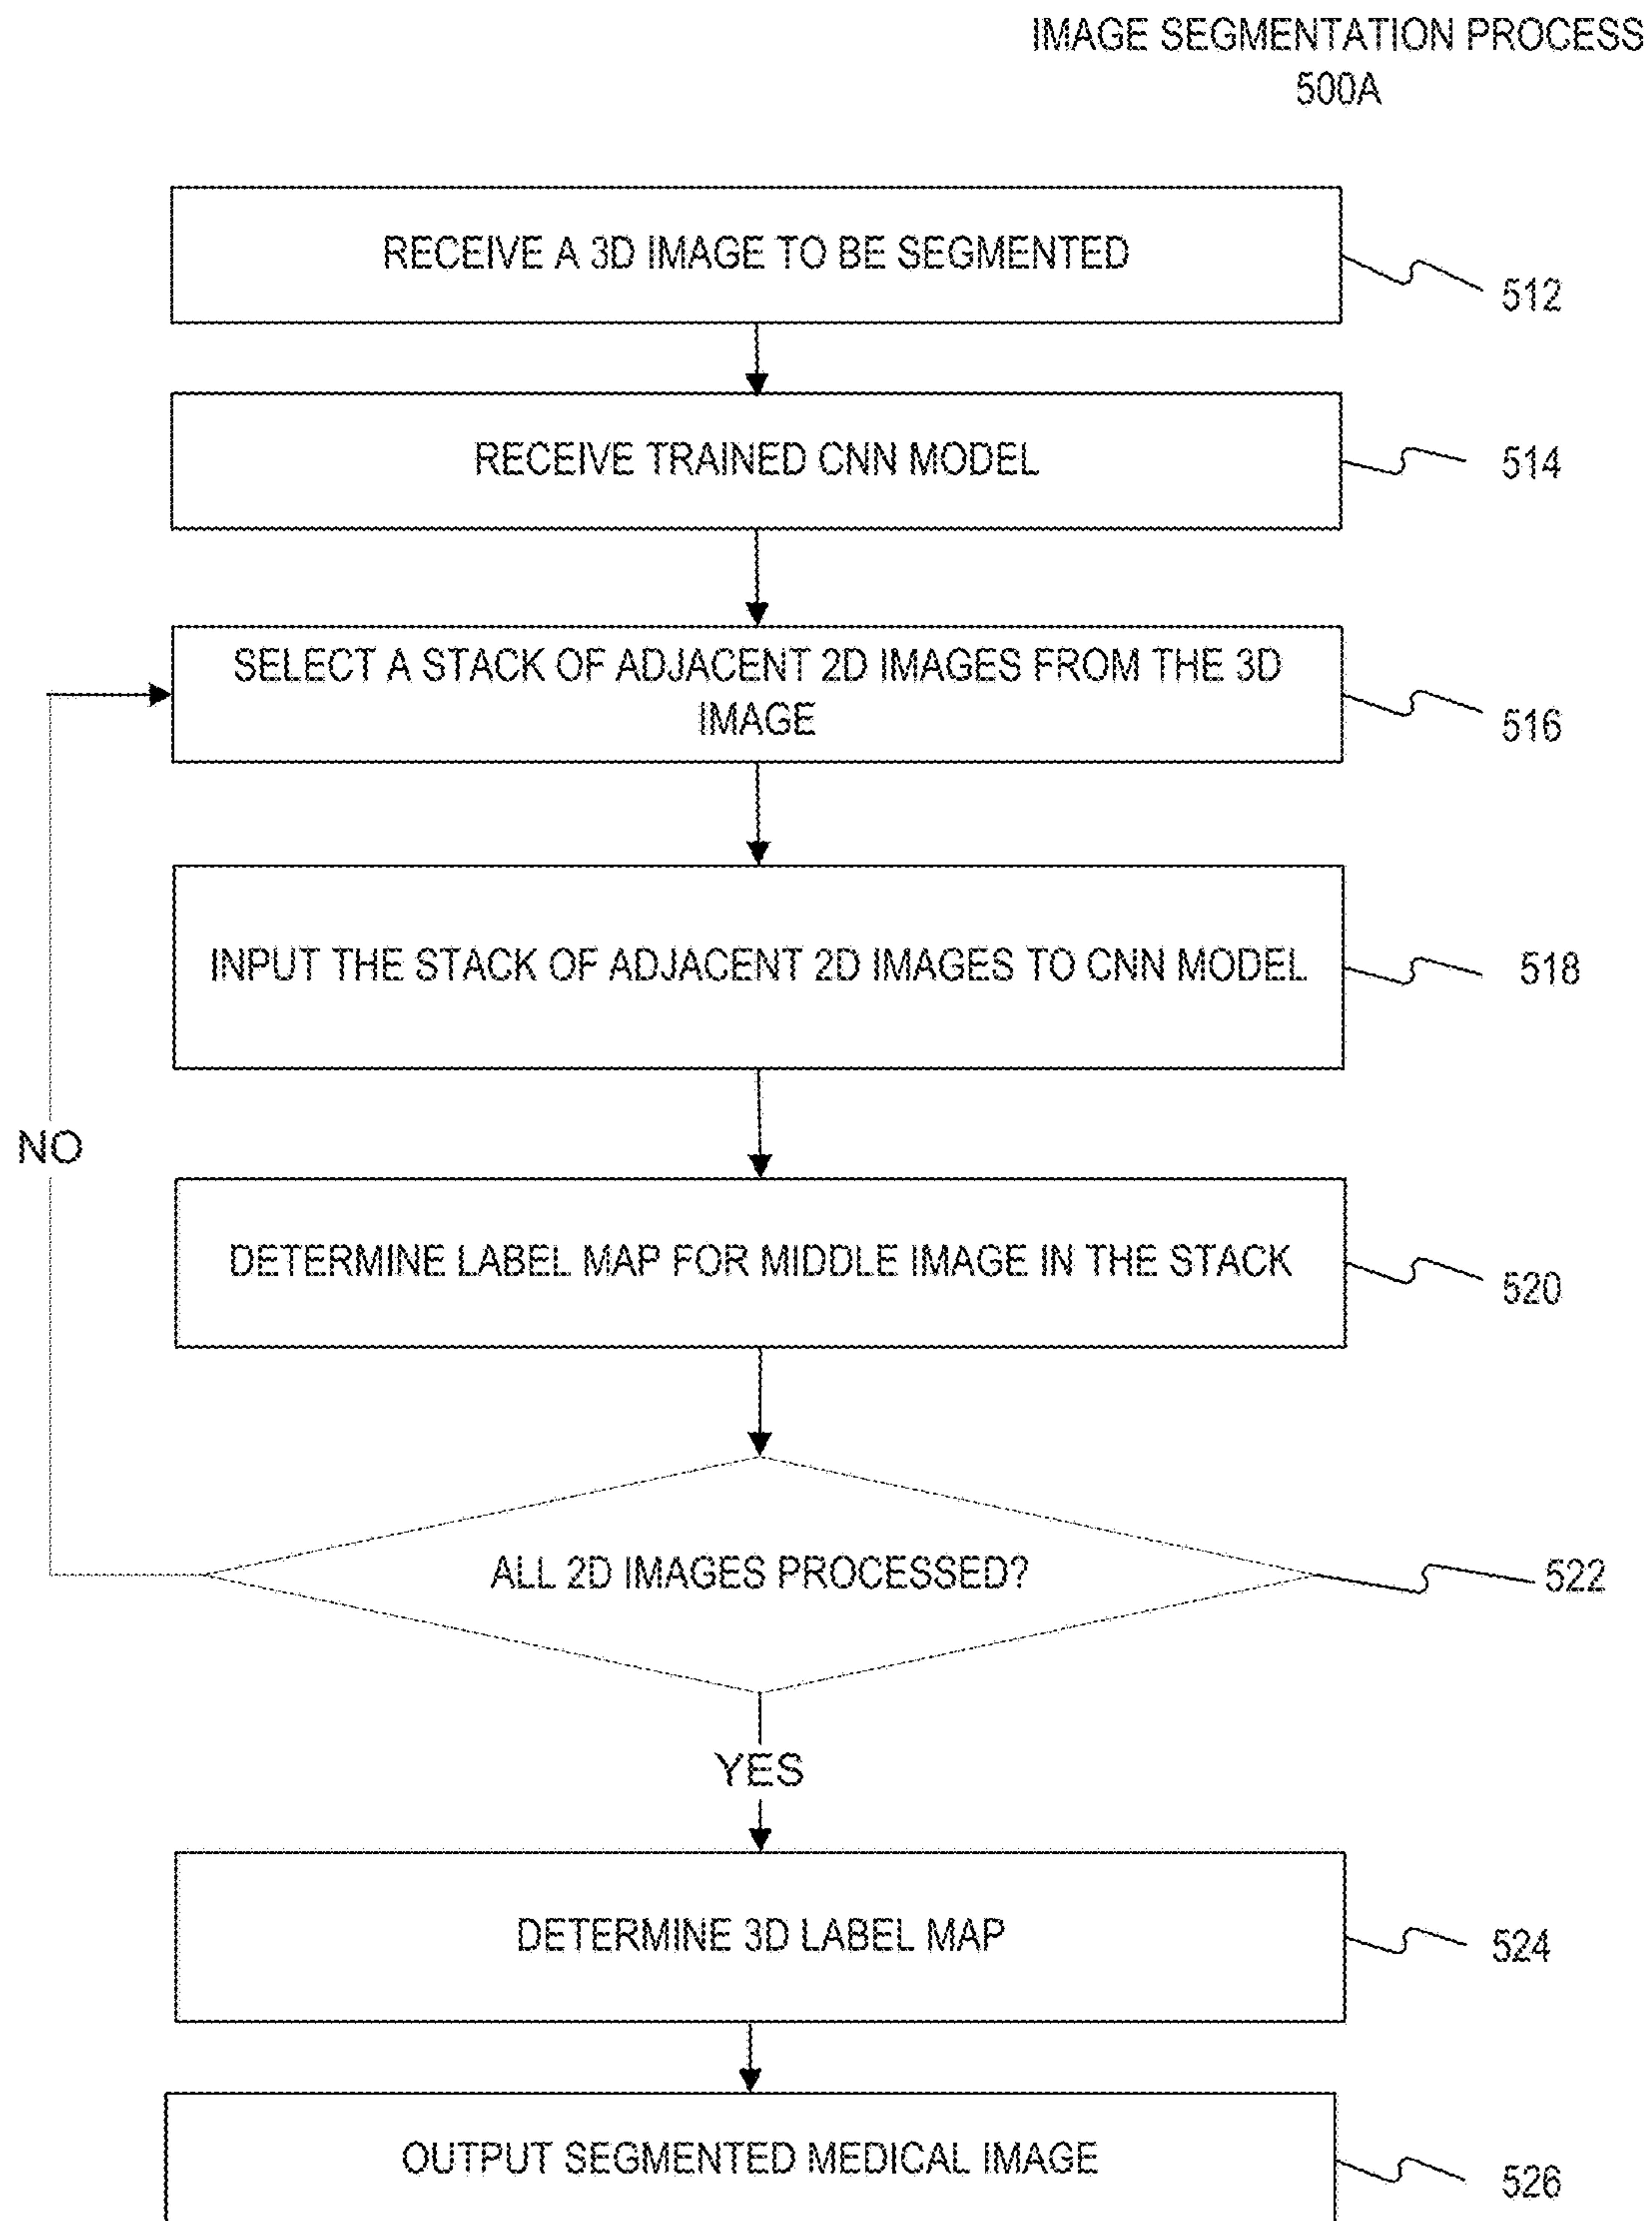 IMAGE SEGMENTATION PROCESS
500A
RECEIVE A 3D IMAGE TO BE SEGMENTED
512
RECEIVE TRAINED CNN MODEL
514
SELECT A STACK OF ADJACENT 2D IMAGES FROM THE 3D
IMAGE
516
INPUT THE STACK OF ADJACENT 2D IMAGES TO CNN MODEL
518
NO
DETERMINE LABEL MAP FOR MIDDLE IMAGE IN THE STACK
520
ALL 2D IMAGES PROCESSED?
522
YES
DETERMINE 3D LABEL MAP
524
OUTPUT SEGMENTED MEDICAL IMAGE
526